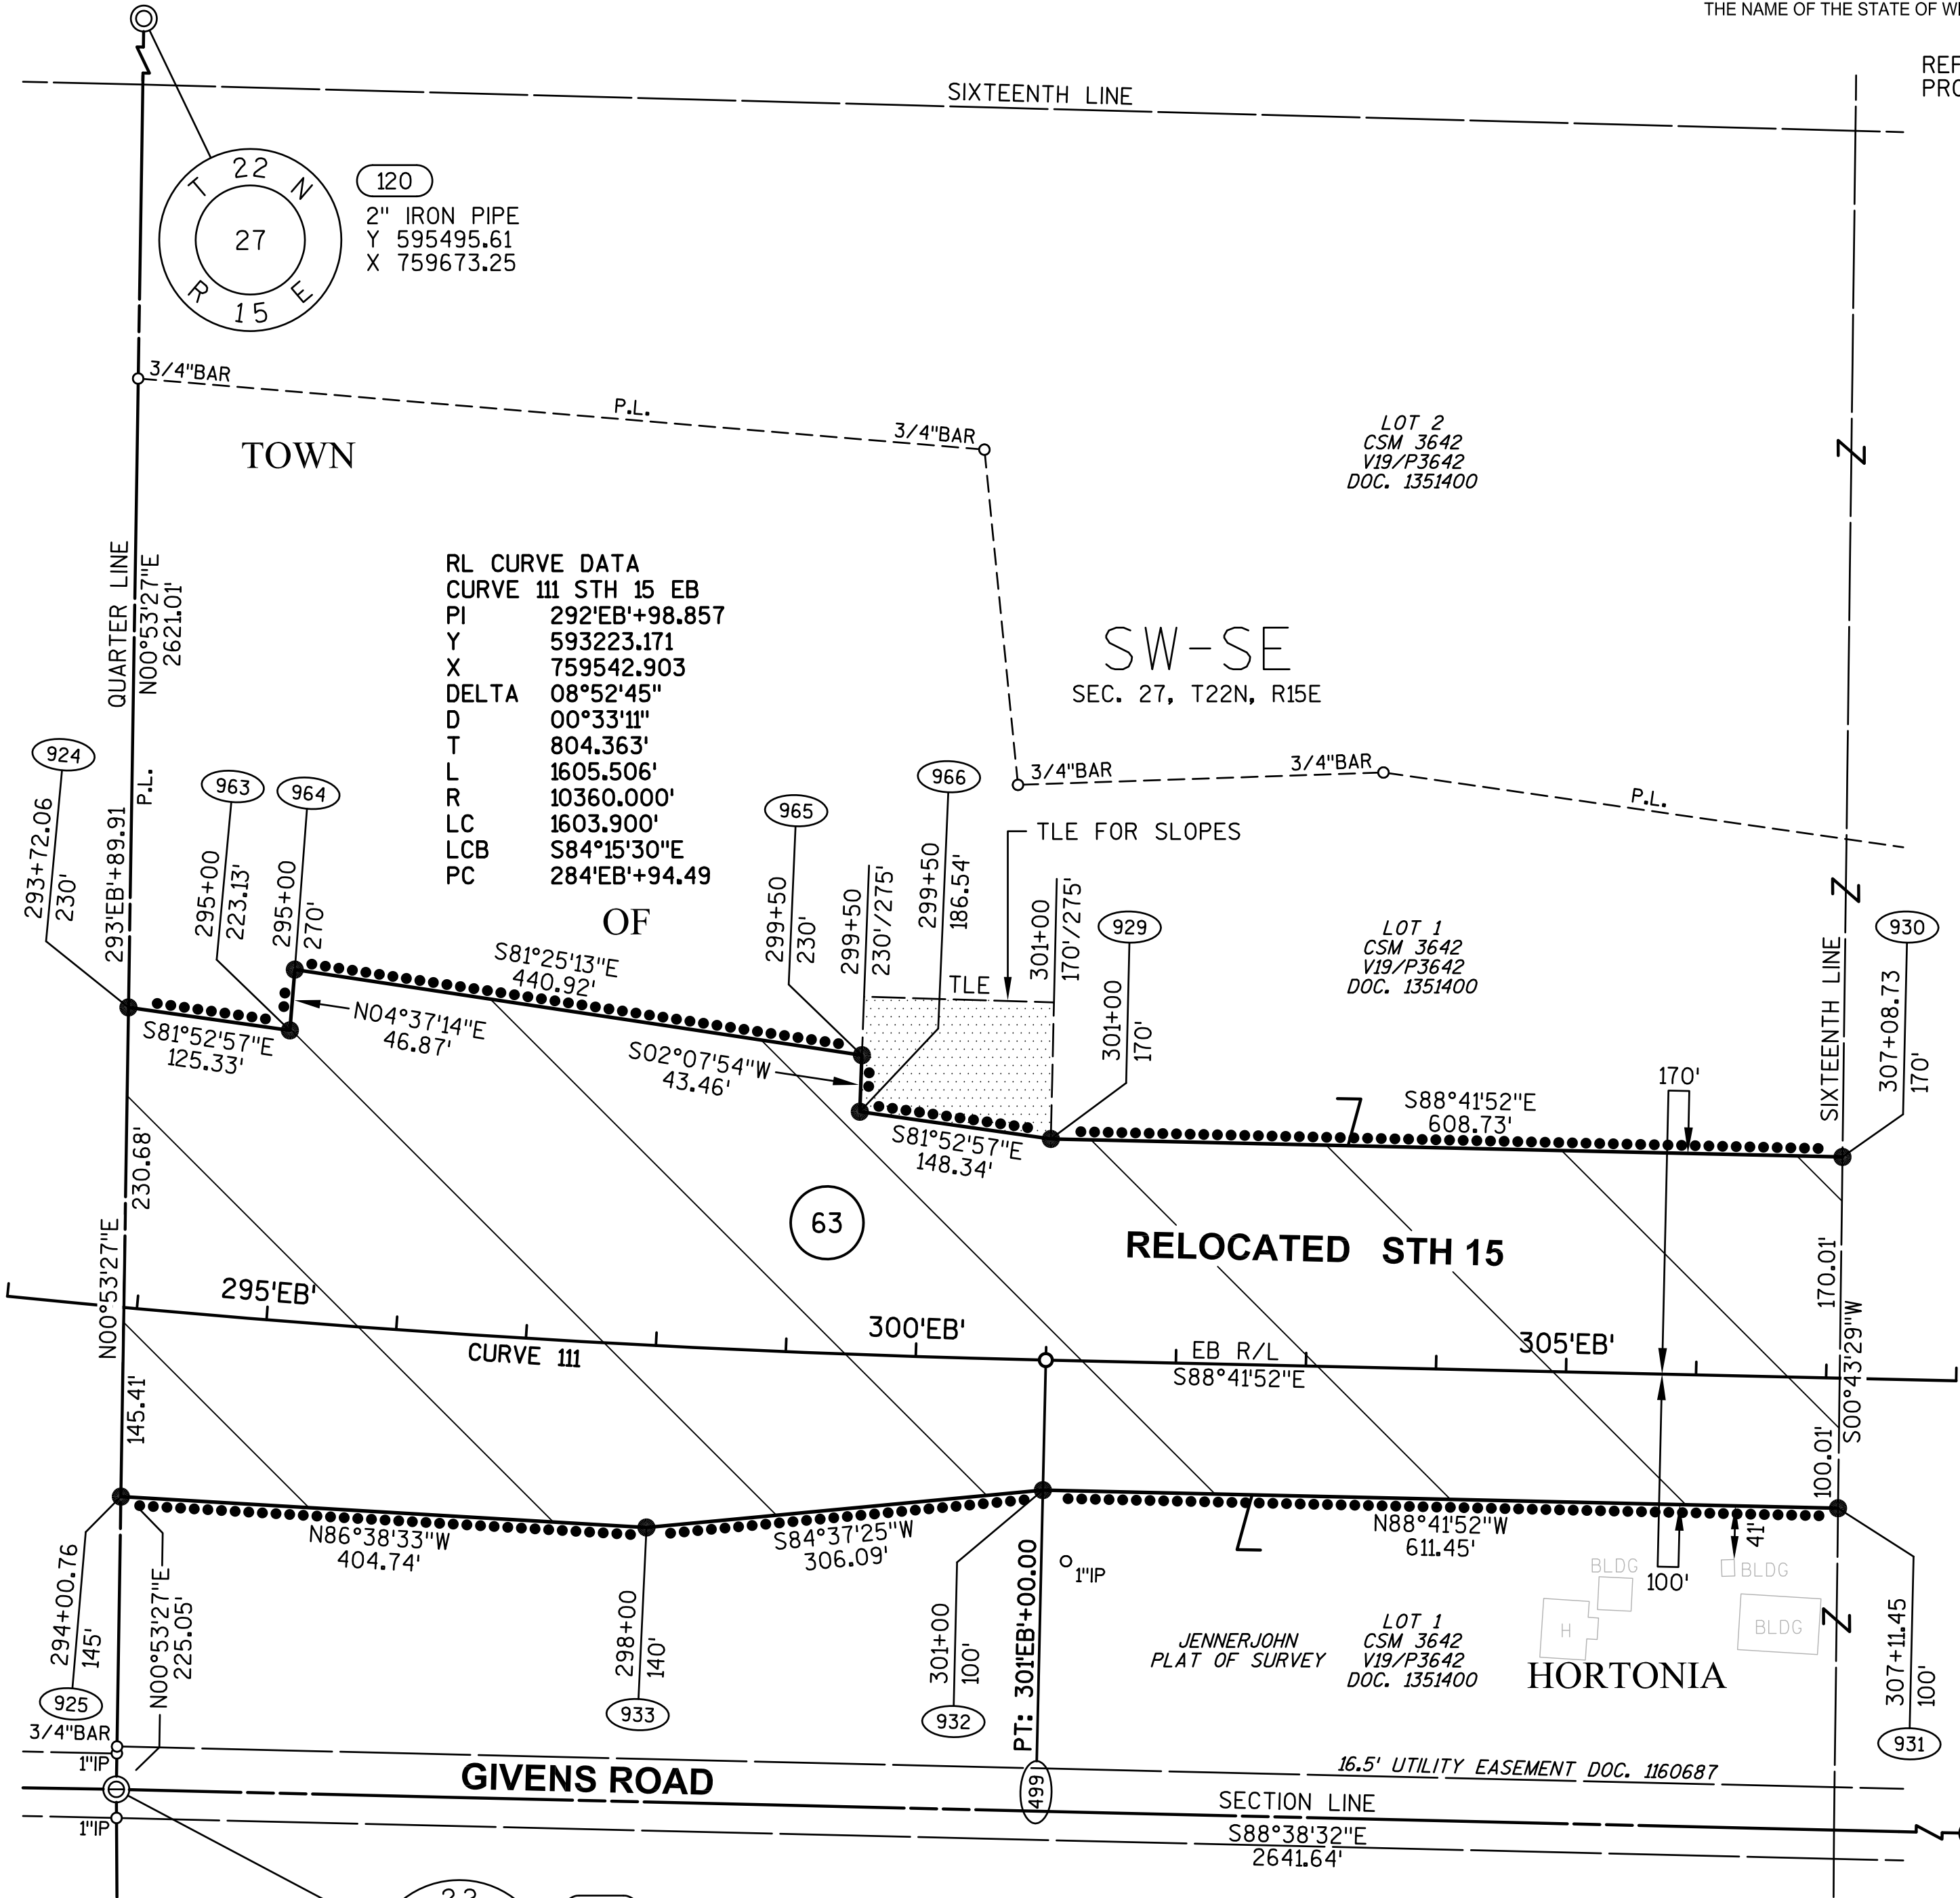 THE NAME OF THE STATE OF
REF
PRO
SIXTEENTH LINE
T 22 N
27
R 15 E
120
2" IRON PIPE
Y 595495.61
X 759673.25
3/4"BAR
P.L.
3/4"BAR
TOWN
LOT 2
CSM 3642
V19/P3642
DOC. 1351400
QUARTER LINE
N00°53'27"E
2621.01'
RL CURVE DATA
CURVE 111 STH 15 EB
PI 292'EB'+98.857
Y 593223.171
X 759542.903
DELTA 08°52'45"
D 00°33'11"
T 804.363'
L 1605.506'
R 10360.000'
LC 1603.900'
LCB S84°15'30"E
PC 284'EB'+94.49
SW-SE
SEC. 27, T22N, R15E
3/4"BAR
3/4"BAR
P.L.
924
293+72.06
230'
293'EB'+89.91
P.L.
963
295+00
223.13'
964
295+00
270'
965
299+50
230'
299+50
230'/275'
966
299+50
186.54'
TLE FOR SLOPES
301+00
170'/275'
929
301+00
170'
LOT 1
CSM 3642
V19/P3642
DOC. 1351400
SIXTEENTH LINE
930
307+08.73
170'
OF
S81°25'13"E
440.92'
TLE
S81°52'57"E
125.33'
N04°37'14"E
46.87'
S02°07'54"W
43.46'
S81°52'57"E
148.34'
S88°41'52"E
608.73'
170'
230.68'
63
RELOCATED STH 15
170.01'
N00°53'27"E
295'EB'
CURVE 111
300'EB'
EB R/L
S88°41'52"E
305'EB'
S00°43'29"W
145.41'
100.01'
N86°38'33"W
404.74'
S84°37'25"W
306.09'
N88°41'52"W
611.45'
41'
100'
1"IP
BLDG
BLDG
H
BLDG
294+00.76
145'
925
N00°53'27"E
225.05'
298+00
140'
933
301+00
100'
932
PT: 301'EB'+00.00
499
JENNERJOHN
PLAT OF SURVEY
LOT 1
CSM 3642
V19/P3642
DOC. 1351400
HORTONIA
307+11.45
100'
931
3/4"BAR
1"IP
1"IP
GIVENS ROAD
16.5' UTILITY EASEMENT DOC. 1160687
SECTION LINE
S88°38'32"E
2641.64'
22